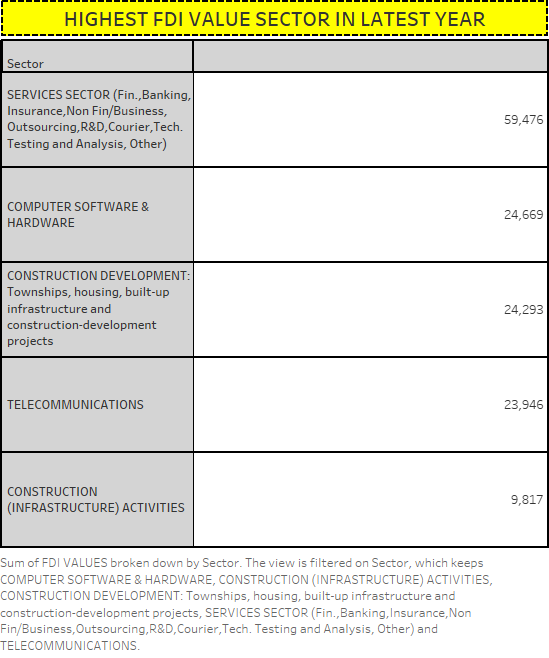 HIGHEST FDI VALUE SECTOR IN LATEST YEAR
Sector
SERVICES SECTOR (Fin.,Banking,
Insurance,Non Fin/Business,
Outsourcing,R&D,Courier,Tech.
Testing and Analysis, Other)
59,476
COMPUTER SOFTWARE &
HARDWARE
24,669
CONSTRUCTION DEVELOPMENT:
Townships, housing, built-up
infrastructure and
construction-development
projects
24,293
TELECOMMUNICATIONS
23,946
CONSTRUCTION
(INFRASTRUCTURE) ACTIVITIES
9,817
Sum of FDI VALUES broken down by Sector. The view is filtered on Sector, which keeps
COMPUTER SOFTWARE & HARDWARE, CONSTRUCTION (INFRASTRUCTURE) ACTIVITIES,
CONSTRUCTION DEVELOPMENT: Townships, housing, built-up infrastructure and
construction-development projects, SERVICES SECTOR (Fin.,Banking,Insurance,Non
Fin/Business,Outsourcing,R&D,Courier,Tech. Testing and Analysis, Other) and
TELECOMMUNICATIONS.